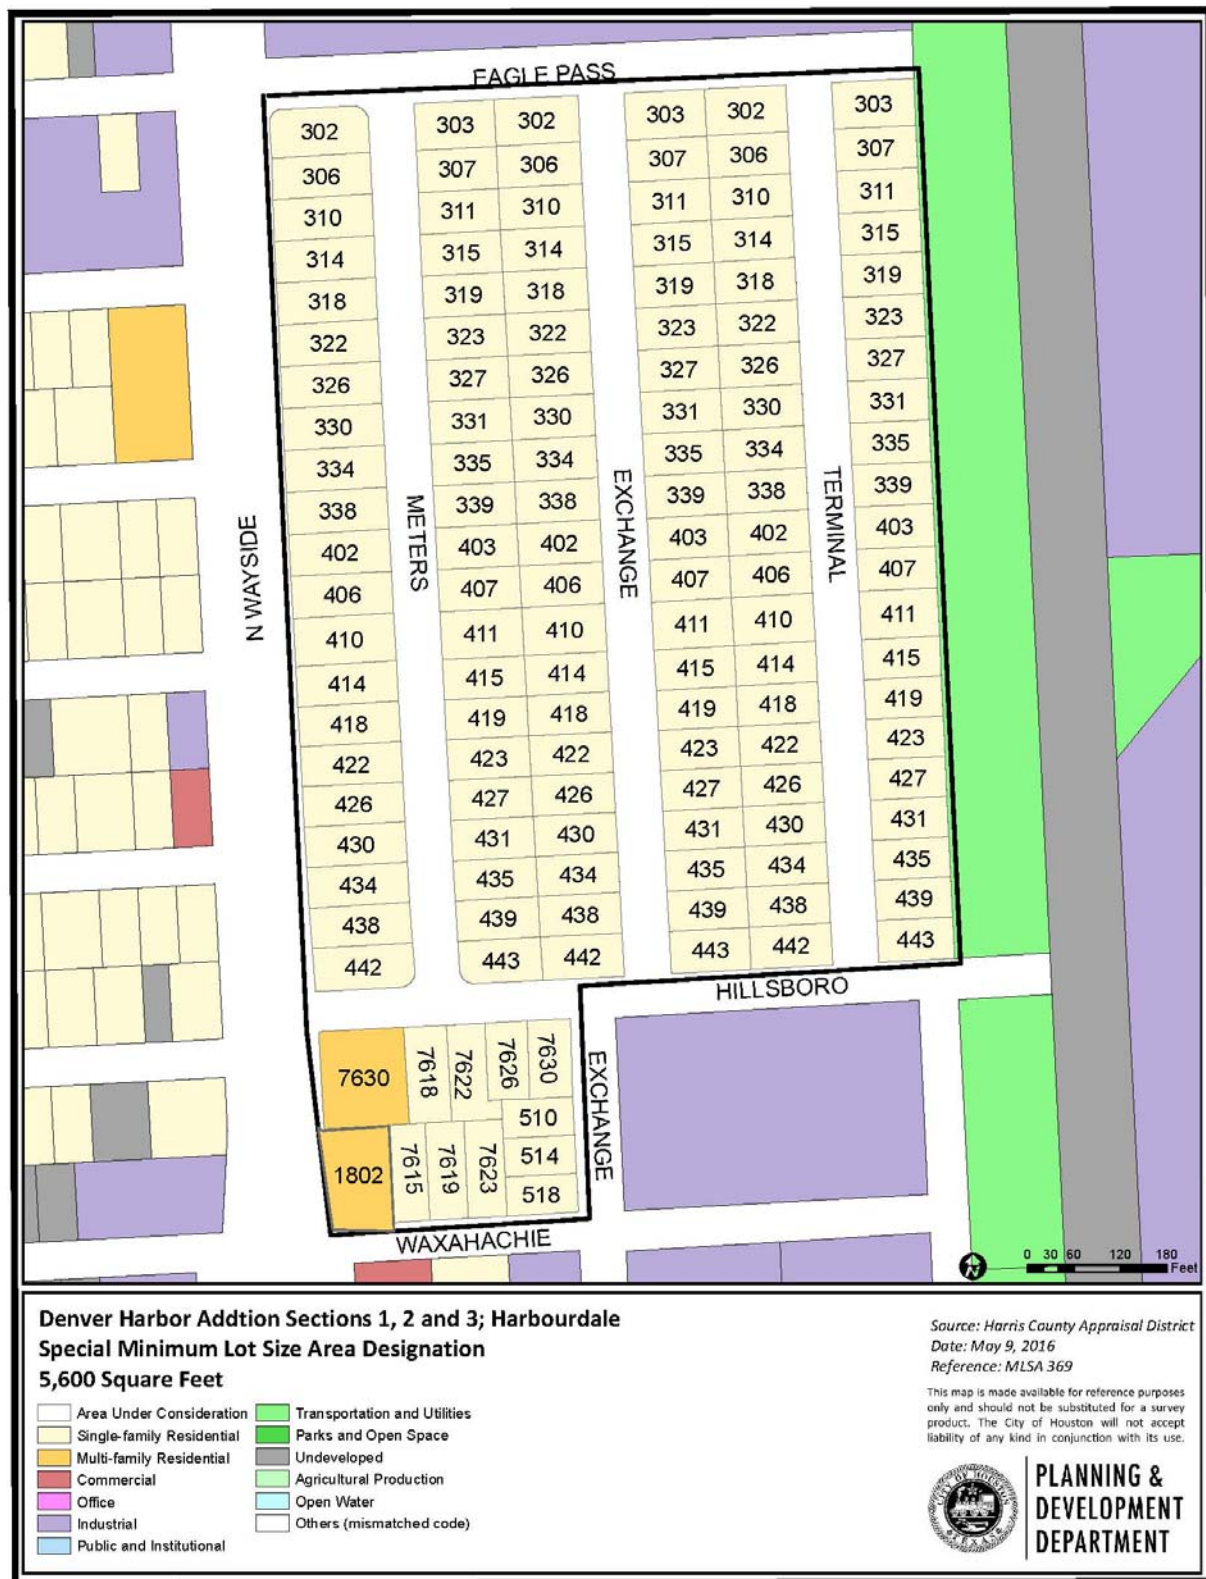 EAGLE PASS
302 303 302 303 302 303
306 307 306 307 306 307
310 311 310 311 310 311
314 315 314 315 314 315
318 319 318 319 318 319
322 323 322 323 322 323
326 327 326 327 326 327
330 331 330 331 330 331
334 335 334 335 334 335
338 339 338 339 338 339
N WAYSIDE
METERS
EXCHANGE
TERMINAL
402 403 402 403 402 403
406 407 406 407 406 407
410 411 410 411 410 411
414 415 414 415 414 415
418 419 418 419 418 419
422 423 422 423 422 423
426 427 426 427 426 427
430 431 430 431 430 431
434 435 434 435 434 435
438 439 438 439 438 439
442 443 442 443 442 443
HILLSBORO
7630 7618 7622 7626 7630
510
EXCHANGE
1802 7615 7619 7623 514
518
WAXAHACHIE
N
0 30 60 120 180
Feet
Denver Harbor Addtion Sections 1, 2 and 3; Harbourdale
Special Minimum Lot Size Area Designation
5,600 Square Feet
Area Under Consideration
Single-family Residential
Multi-family Residential
Commercial
Office
Industrial
Public and Institutional
Transportation and Utilities
Parks and Open Space
Undeveloped
Agricultural Production
Open Water
Others (mismatched code)
Source: Harris County Appraisal District
Date: May 9, 2016
Reference: MLSA 369
This map is made available for reference purposes
only and should not be substituted for a survey
product. The City of Houston will not accept
liability of any kind in conjunction with its use.
CITY OF HOUSTON
TEXAS
PLANNING &
DEVELOPMENT
DEPARTMENT